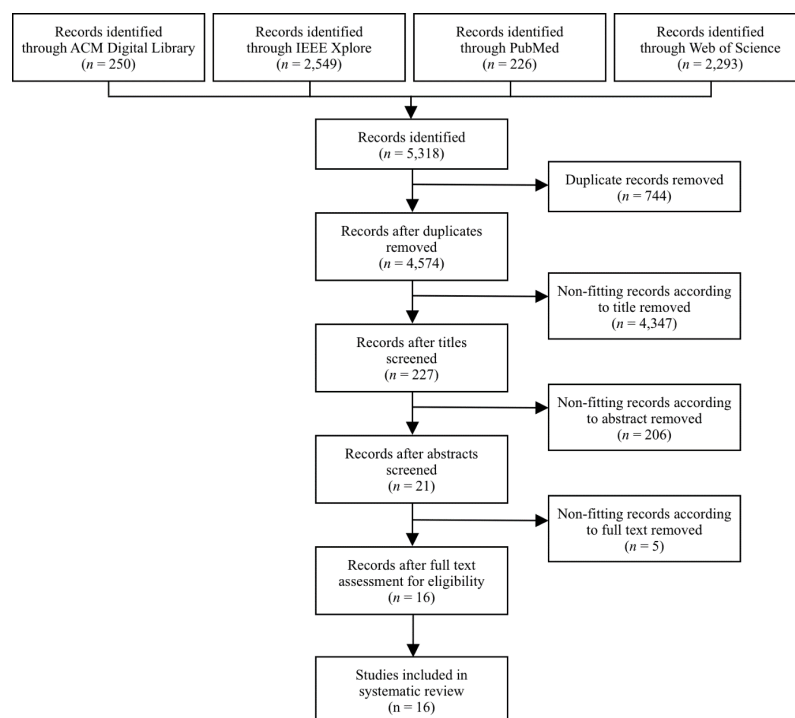 Records identified
through ACM Digital Library
(n = 250)
Records identified
through IEEE Xplore
(n = 2,549)
Records identified
through PubMed
(n = 226)
Records identified
through Web of Science
(n = 2,293)
Records identified
(n = 5,318)
Duplicate records removed
(n = 744)
Records after duplicates
removed
(n = 4,574)
Non-fitting records according
to title removed
(n = 4,347)
Records after titles
screened
(n = 227)
Non-fitting records according
to abstract removed
(n = 206)
Records after abstracts
screened
(n = 21)
Non-fitting records according
to full text removed
(n = 5)
Records after full text
assessment for eligibility
(n = 16)
Studies included in
systematic review
(n = 16)